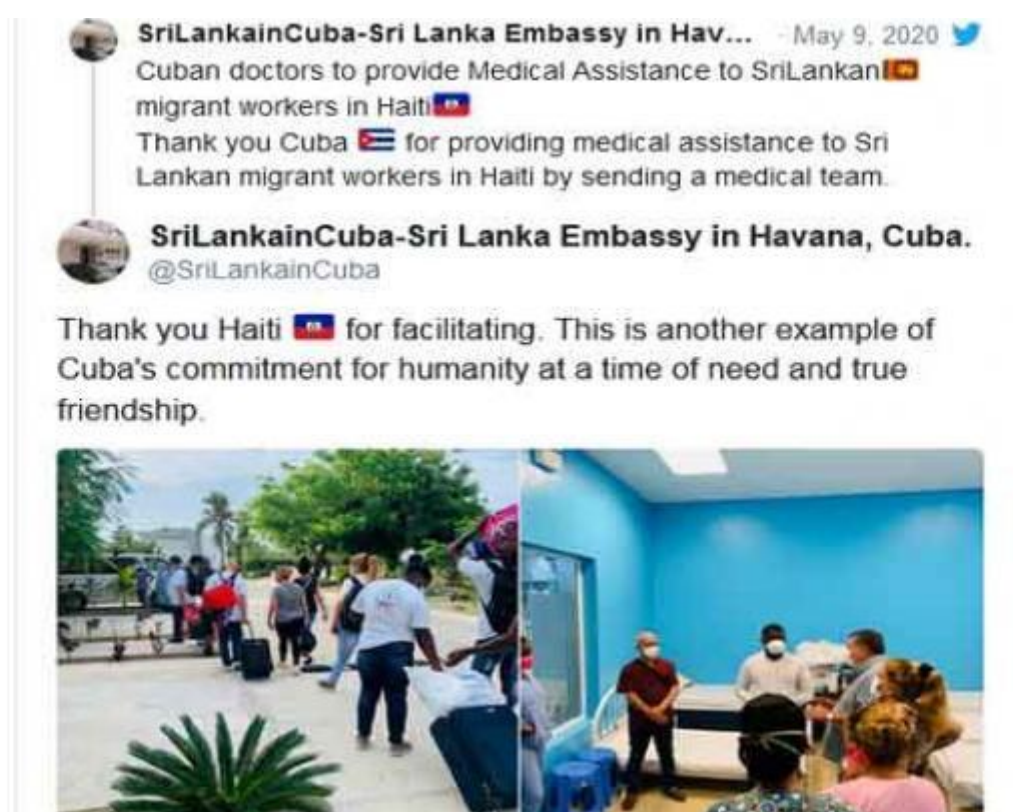 SriLankainCuba-Sri Lanka Embassy in Hav... · May 9, 2020
Cuban doctors to provide Medical Assistance to SriLankan🇱🇰
migrant workers in Haiti🇭🇹
Thank you Cuba 🇨🇺 for providing medical assistance to Sri
Lankan migrant workers in Haiti by sending a medical team.
SriLankainCuba-Sri Lanka Embassy in Havana, Cuba.
@SriLankainCuba
Thank you Haiti 🇭🇹 for facilitating. This is another example of
Cuba's commitment for humanity at a time of need and true
friendship.